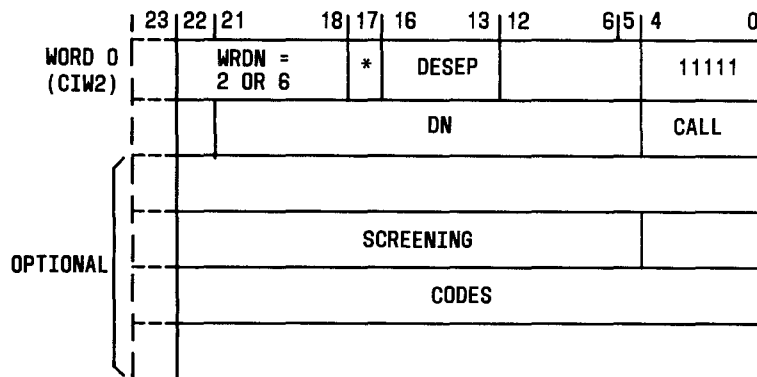 23 22 21 18 17 16 13 12 6 5 4 0
WORD 0 WRDN = * DESEP 11111
(CIW2) 2 OR 6
DN CALL
SCREENING
OPTIONAL
CODES